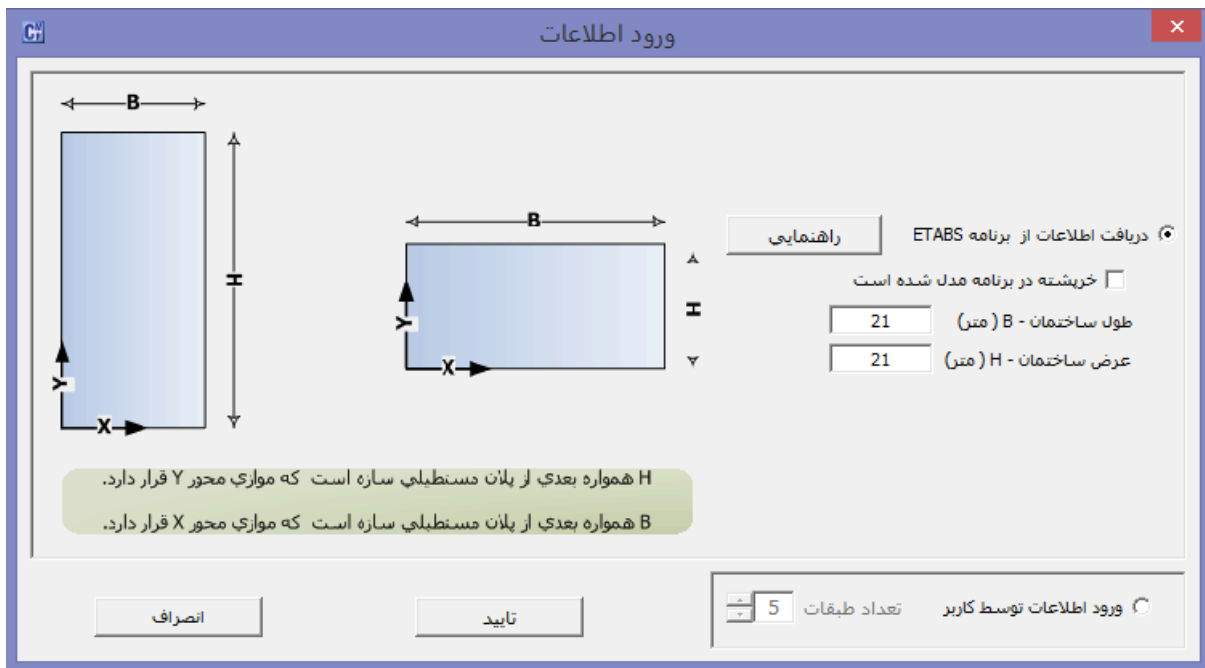 ورود اطلاعات
B
H
Y
X
B
H
Y
X
دریافت اطلاعات از برنامه ETABS
راهنمایی
خرپشته در برنامه مدل شده است
طول ساختمان - B ( متر)
21
عرض ساختمان - H ( متر)
21
H همواره بعدي از پلان مستطيلي سازه است که موازي محور Y قرار دارد.
B همواره بعدي از پلان مستطيلي سازه است که موازي محور X قرار دارد.
ورود اطلاعات توسط کاربر
تعداد طبقات
5
تایید
انصراف